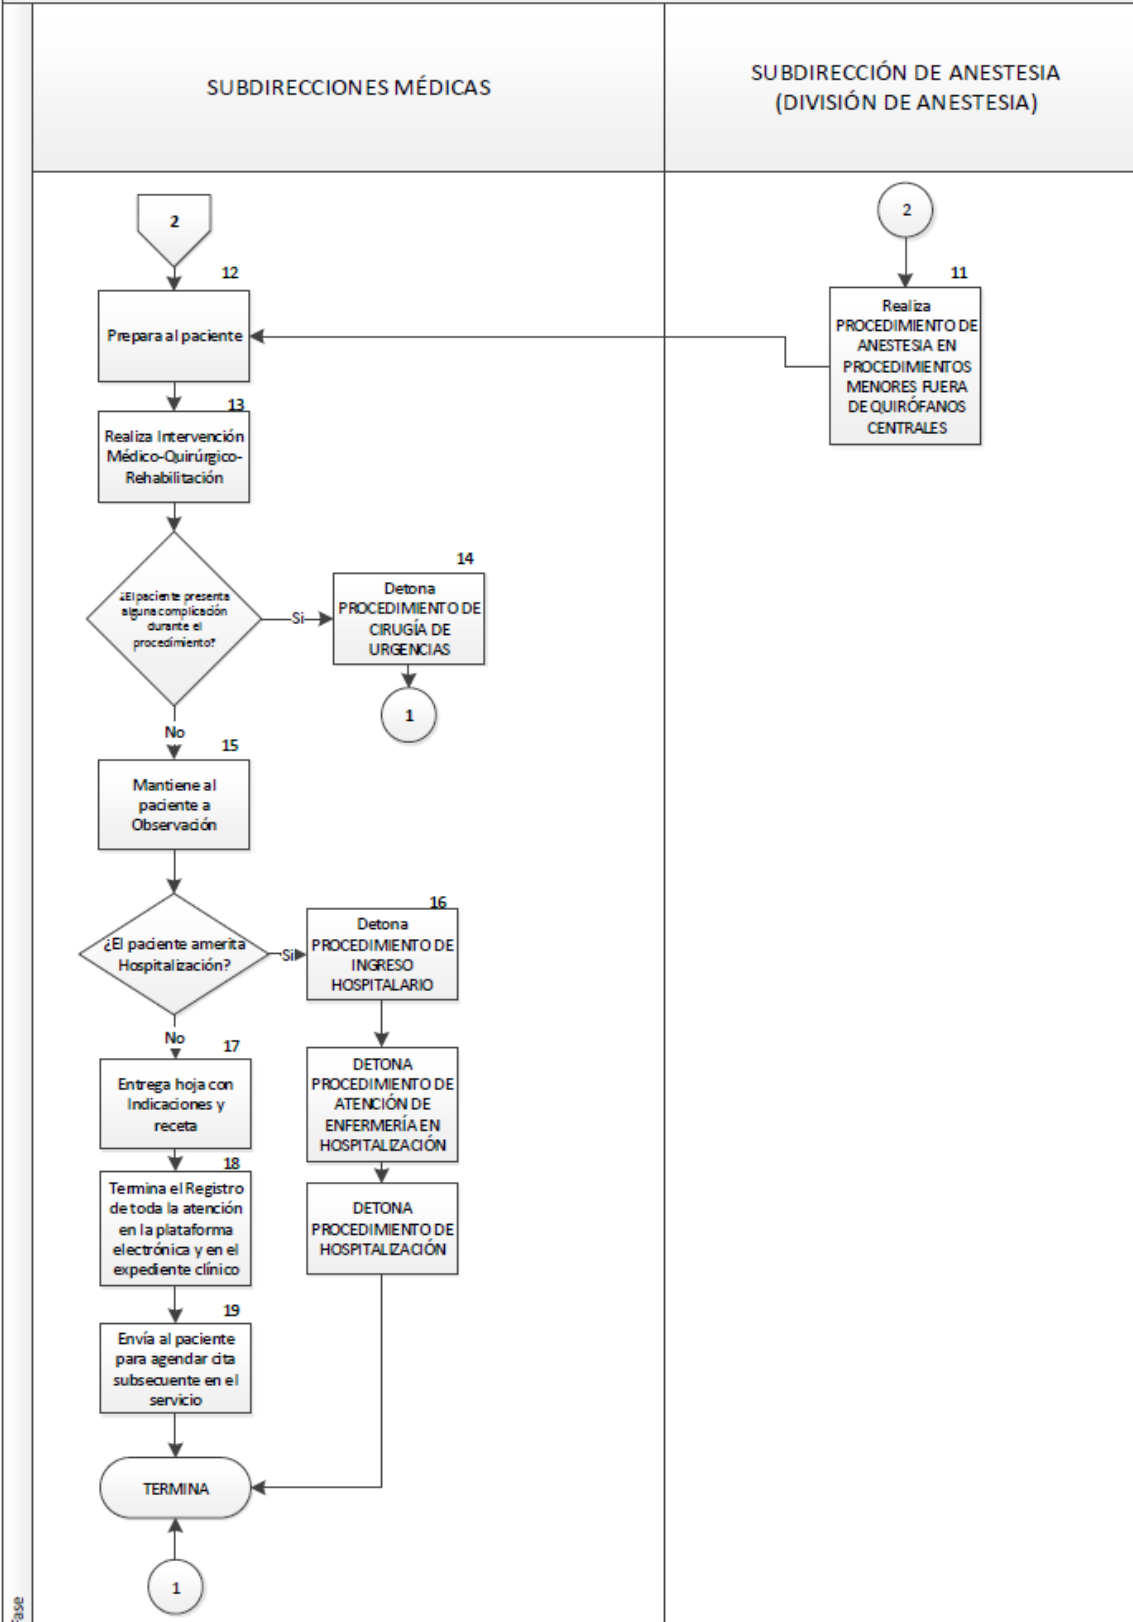 SUBDIRECCIONES MÉDICAS
SUBDIRECCIÓN DE ANESTESIA
(DIVISIÓN DE ANESTESIA)
2
2
11
Realiza
PROCEDIMIENTO DE
ANESTESIA EN
PROCEDIMIENTOS
MENORES FUERA
DE QUIRÓFANOS
CENTRALES
12
Prepara al paciente
13
Realiza Intervención
Médico-Quirúrgico-
Rehabilitación
¿El paciente presenta
alguna complicación
durante el
procedimiento?
Si
14
Detona
PROCEDIMIENTO DE
CIRUGÍA DE
URGENCIAS
1
No
15
Mantiene al
paciente a
Observación
¿El paciente amerita
Hospitalización?
Si
16
Detona
PROCEDIMIENTO DE
INGRESO
HOSPITALARIO
DETONA
PROCEDIMIENTO DE
ATENCIÓN DE
ENFERMERÍA EN
HOSPITALIZACIÓN
DETONA
PROCEDIMIENTO DE
HOSPITALIZACIÓN
No
17
Entrega hoja con
Indicaciones y
receta
18
Termina el Registro
de toda la atención
en la plataforma
electrónica y en el
expediente clínico
19
Envía al paciente
para agendar cita
subsecuente en el
servicio
TERMINA
1
Fase